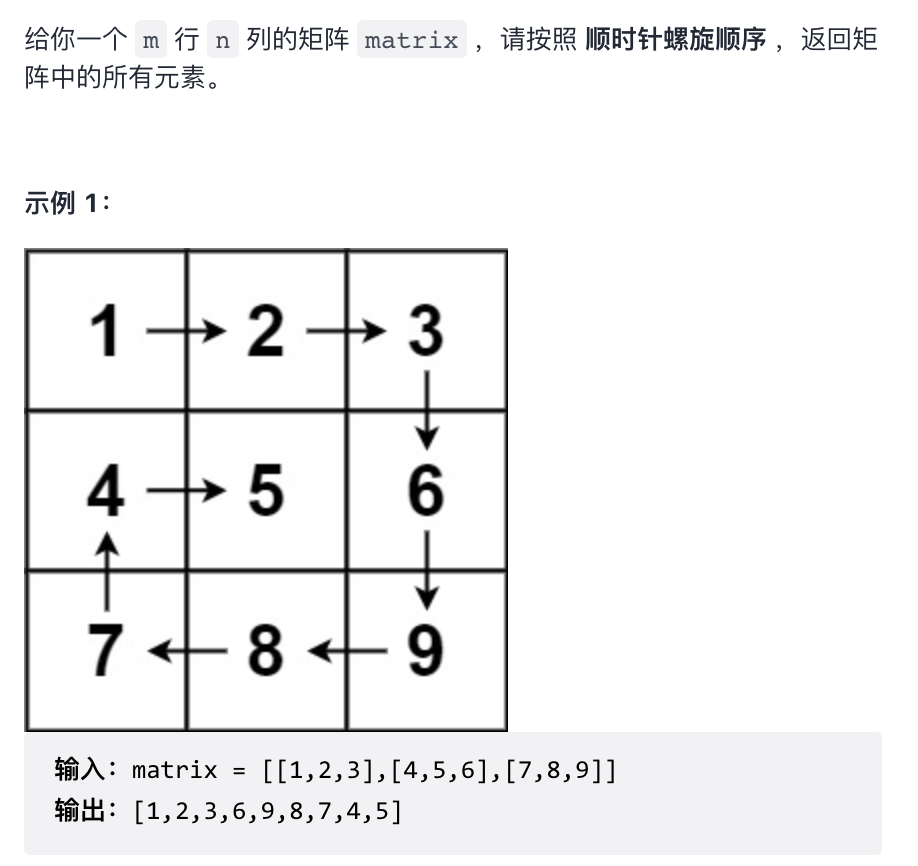 给你一个 m 行 n 列的矩阵 matrix ，请按照 顺时针螺旋顺序 ，返回矩
阵中的所有元素。
示例 1：
1 2 3
4 5 6
7 8 9
输入：matrix = [[1,2,3],[4,5,6],[7,8,9]]
输出：[1,2,3,6,9,8,7,4,5]